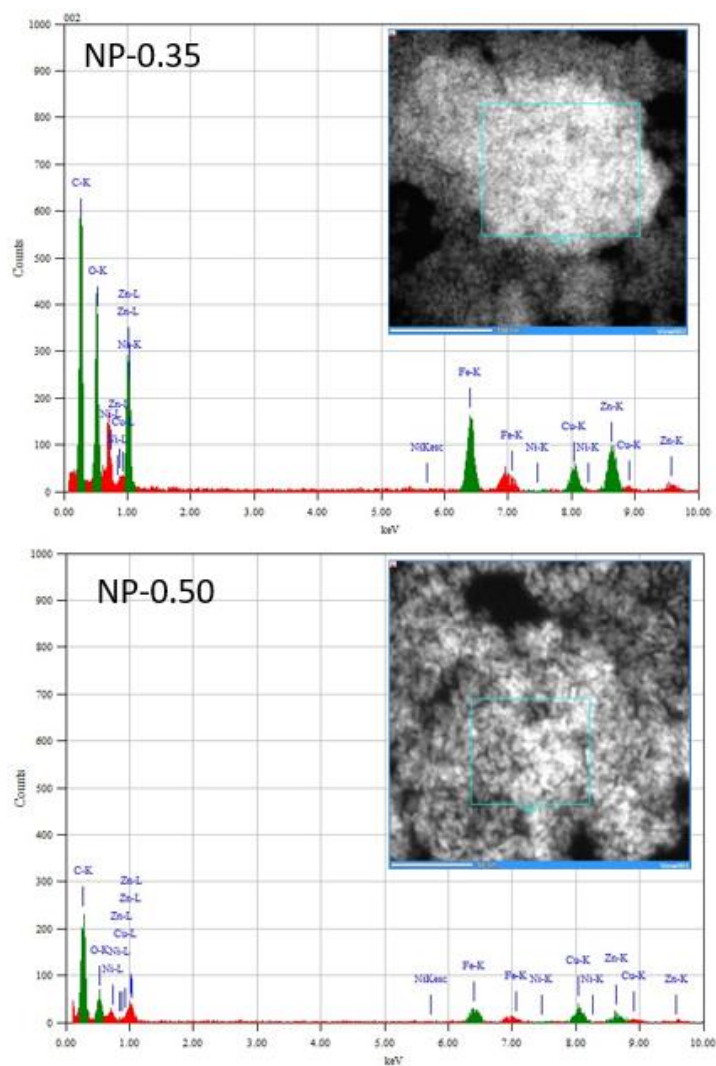 002
NP-0.35
1000
900
800
700
600
500
400
300
200
100
0
Counts
C-K
O-K
Zn-L
Zn-L
Ni-K
Zn-L
Ni-L
Cu-L
Ni-L
NiKesc
Fe-K
Fe-K
Ni-K
Cu-K
Ni-K
Zn-K
Cu-K
Zn-K
0.00 1.00 2.00 3.00 4.00 5.00 6.00 7.00 8.00 9.00 10.00
keV
NP-0.50
1000
900
800
700
600
500
400
300
200
100
0
Counts
C-K
O-K
Zn-L
Zn-L
Zn-L
Cu-L
Ni-L
Ni-L
NiKesc
Fe-K
Fe-K
Ni-K
Cu-K
Ni-K
Zn-K
Cu-K
Zn-K
0.00 1.00 2.00 3.00 4.00 5.00 6.00 7.00 8.00 9.00 10.00
keV